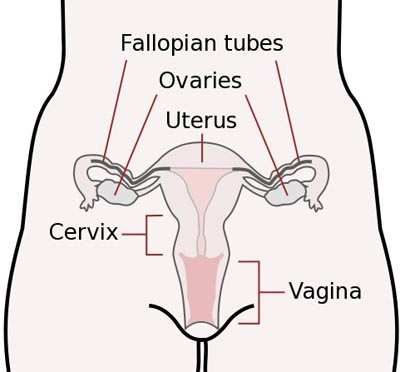 Fallopian tubes
Ovaries
Uterus
Cervix
Vagina